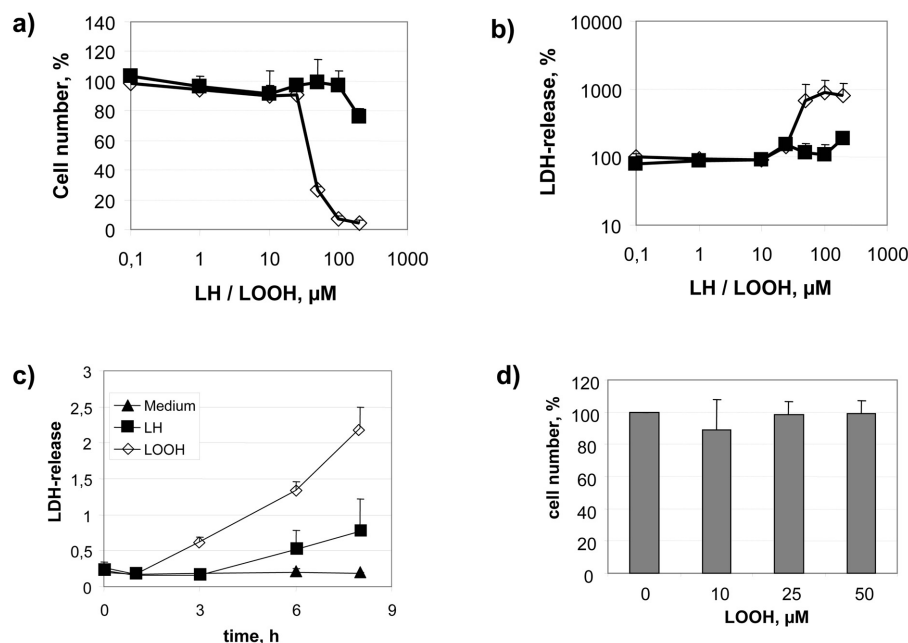 a)
140
120
100
80
60
40
20
0
Cell number, %
0,1 1 10 100 1000
LH / LOOH, µM
b)
1000
1000
100
10
LDH-release, %
0,1 1 10 100 1000
LH / LOOH, µM
c)
3
2,5
2
1,5
1
0,5
0
LDH-release
Medium
LH
LOOH
0 3 6 9
time, h
d)
120
100
80
60
40
20
0
cell number, %
0 10 25 50
LOOH, µM